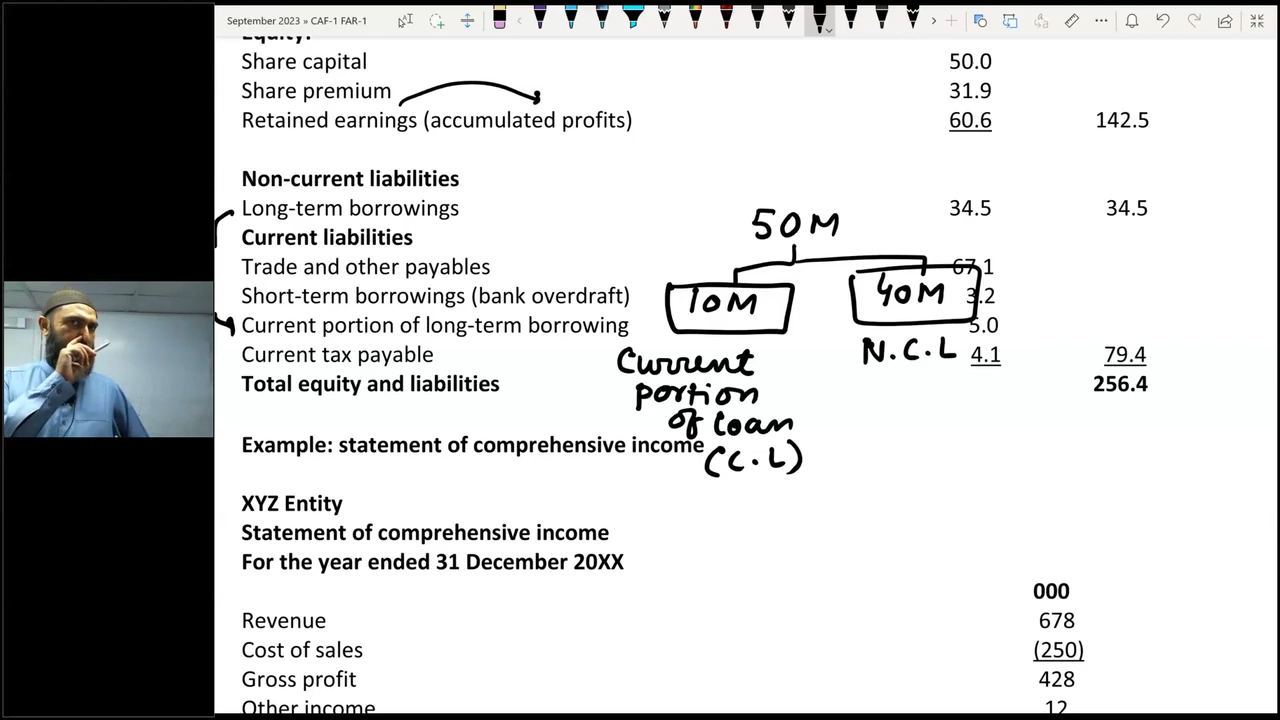 September 2023 » CAF-1 FAR-1
Equity:
Share capital 50.0
Share premium 31.9
Retained earnings (accumulated profits) 60.6 142.5
Non-current liabilities
Long-term borrowings 34.5 34.5
50M
Current liabilities
Trade and other payables 67.1
Short-term borrowings (bank overdraft) 3.2
10M 40M
Current portion of long-term borrowing 5.0
Current tax payable 4.1 79.4
Current
portion
of loan
(C.L)
N.C.L
Total equity and liabilities 256.4
Example: statement of comprehensive income
XYZ Entity
Statement of comprehensive income
For the year ended 31 December 20XX
000
Revenue 678
Cost of sales (250)
Gross profit 428
Other income 12